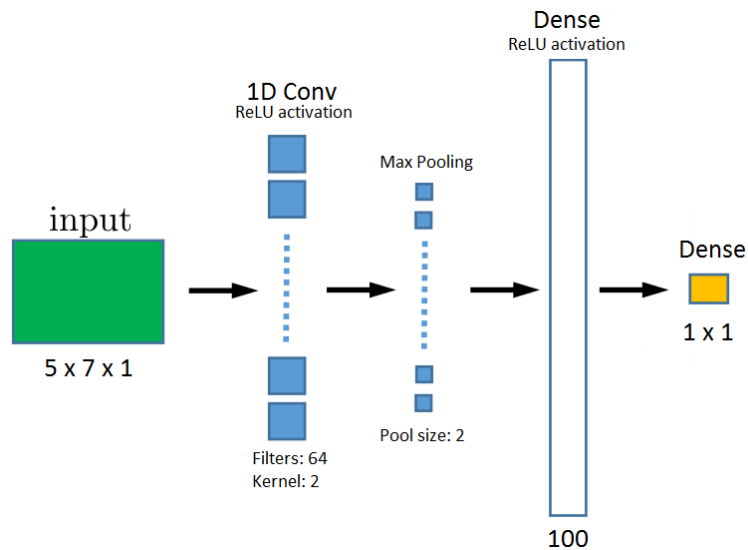 input
5 x 7 x 1
1D Conv
ReLU activation
Filters: 64
Kernel: 2
Max Pooling
Pool size: 2
Dense
ReLU activation
100
Dense
1 x 1